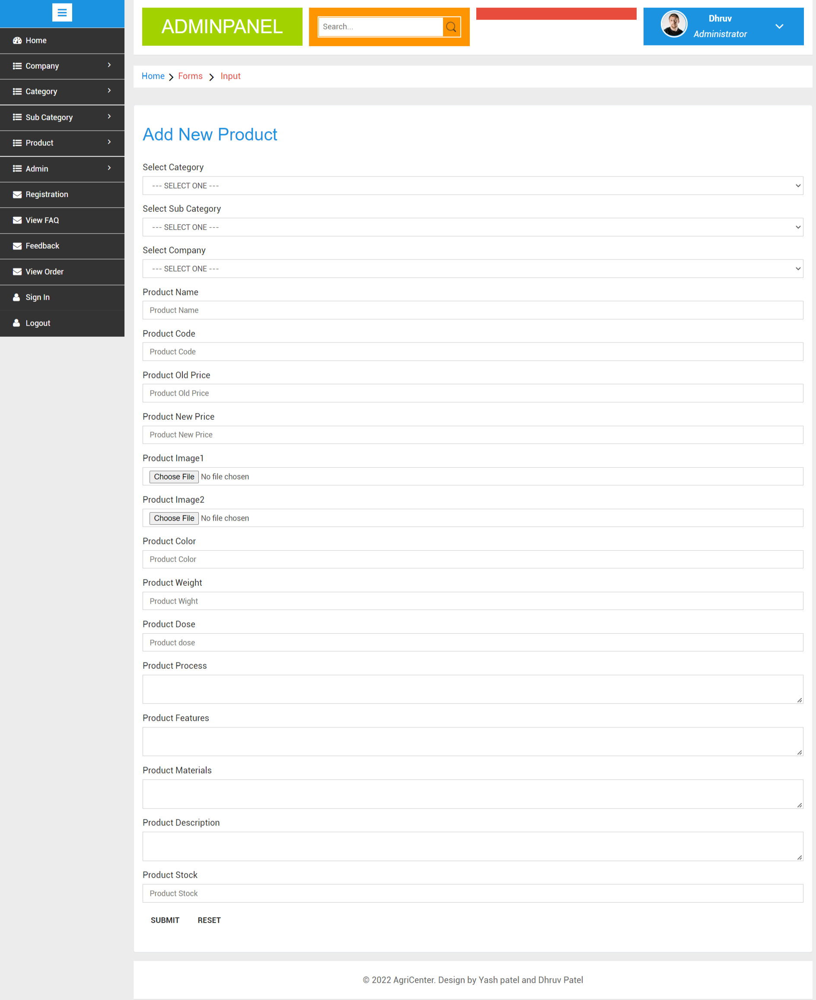 ADMINPANEL
Search...
Dhruv
Administrator
Home
Company
Category
Sub Category
Product
Admin
Registration
View FAQ
Feedback
View Order
Sign In
Logout
Home Forms Input
Add New Product
Select Category
--- SELECT ONE ---
Select Sub Category
--- SELECT ONE ---
Select Company
--- SELECT ONE ---
Product Name
Product Name
Product Code
Product Code
Product Old Price
Product Old Price
Product New Price
Product New Price
Product Image1
Choose File No file chosen
Product Image2
Choose File No file chosen
Product Color
Product Color
Product Weight
Product Wight
Product Dose
Product dose
Product Process
Product Features
Product Materials
Product Description
Product Stock
Product Stock
SUBMIT RESET
© 2022 AgriCenter. Design by Yash patel and Dhruv Patel